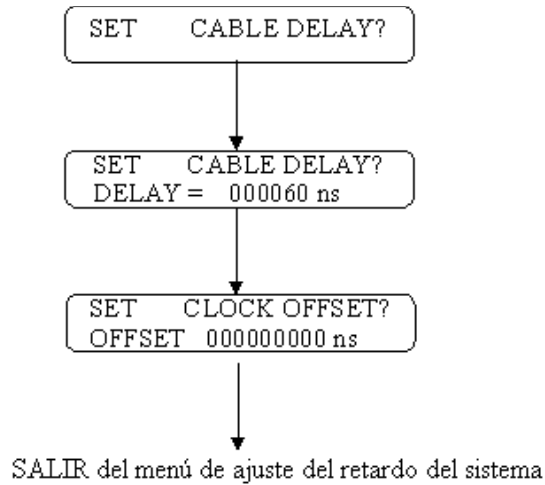 SET CABLE DELAY?
SET CABLE DELAY?
DELAY = 000060 ns
SET CLOCK OFFSET?
OFFSET 000000000 ns
SALIR del menú de ajuste del retardo del sistema